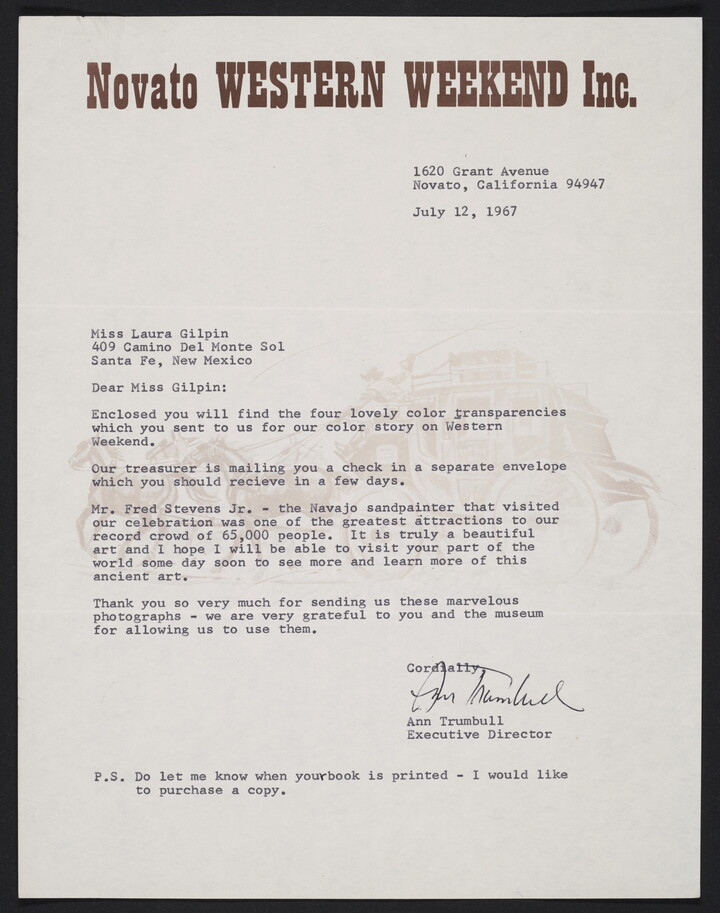 Novato WESTERN WEEKEND Inc.
1620 Grant Avenue
Novato, California 94947
July 12, 1967
Miss Laura Gilpin
409 Camino Del Monte Sol
Santa Fe, New Mexico
Dear Miss Gilpin:
Enclosed you will find the four lovely color transparencies
which you sent to us for our color story on Western
Weekend.
Our treasurer is mailing you a check in a separate envelope
which you should recieve in a few days.
Mr. Fred Stevens Jr. - the Navajo sandpainter that visited
our celebration was one of the greatest attractions to our
record crowd of 65,000 people. It is truly a beautiful
art and I hope I will be able to visit your part of the
world some day soon to see more and learn more of this
ancient art.
Thank you so very much for sending us these marvelous
photographs - we are very grateful to you and the museum
for allowing us to use them.
Cordially,
Ann Trumbull
Ann Trumbull
Executive Director
P.S. Do let me know when yourbook is printed - I would like
to purchase a copy.